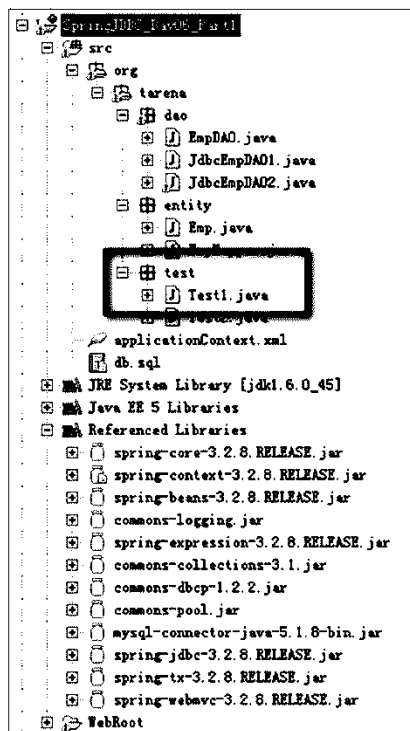 src
org
tarena
dao
EmpDAO.java
JdbcEmpDAO1.java
JdbcEmpDAO2.java
entity
Emp.java
test
Test1.java
applicationContext.xml
db.sql
JRE System Library [jdk1.6.0_45]
Java EE 5 Libraries
Referenced Libraries
spring-core-3.2.8.RELEASE.jar
spring-context-3.2.8.RELEASE.jar
spring-beans-3.2.8.RELEASE.jar
commons-logging.jar
spring-expression-3.2.8.RELEASE.jar
commons-collections-3.1.jar
commons-dbcp-1.2.2.jar
commons-pool.jar
mysql-connector-java-5.1.8-bin.jar
spring-jdbc-3.2.8.RELEASE.jar
spring-tx-3.2.8.RELEASE.jar
spring-webmvc-3.2.8.RELEASE.jar
WebRoot